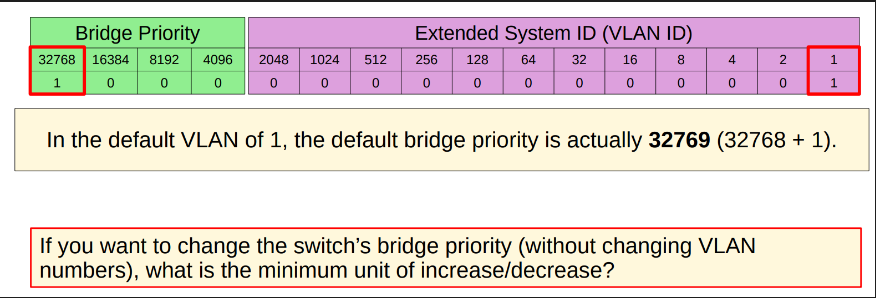 Bridge Priority Extended System ID (VLAN ID)
32768 16384 8192 4096 2048 1024 512 256 128 64 32 16 8 4 2 1
1 0 0 0 0 0 0 0 0 0 0 0 0 0 0 1
In the default VLAN of 1, the default bridge priority is actually 32769 (32768 + 1).
If you want to change the switch’s bridge priority (without changing VLAN
numbers), what is the minimum unit of increase/decrease?